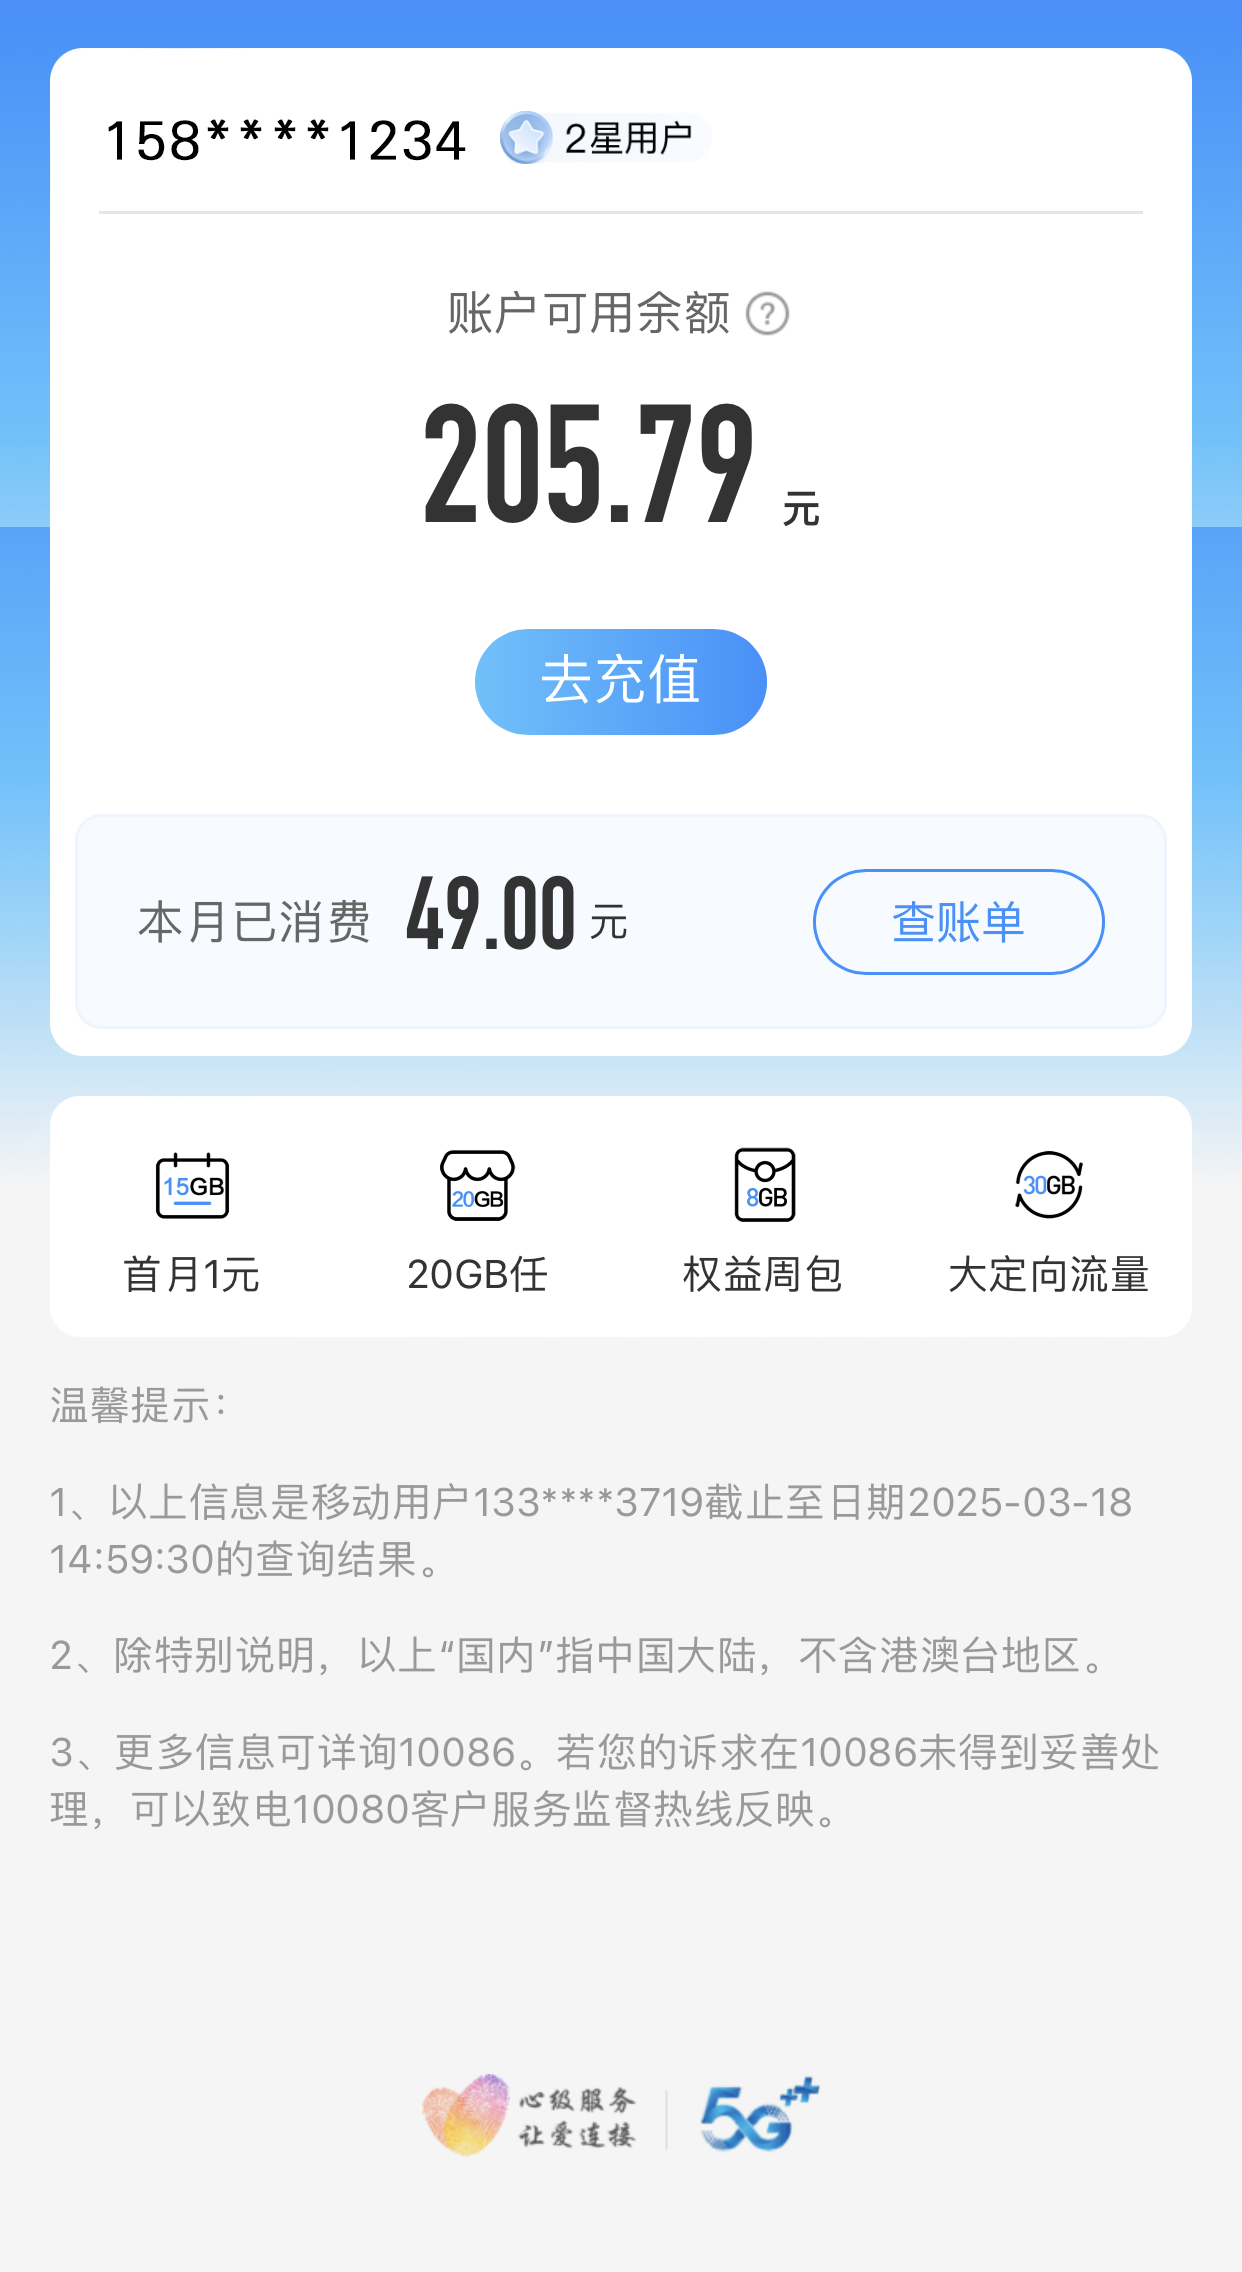 158****1234 2星用户
账户可用余额 ?
205.79 元
去充值
本月已消费 49.00 元 查账单
15GB 20GB 8GB 30GB
首月1元 20GB任 权益周包 大定向流量
温馨提示：
1、以上信息是移动用户133****3719截止至日期2025-03-18
14:59:30的查询结果。
2、除特别说明，以上“国内”指中国大陆，不含港澳台地区。
3、更多信息可详询10086。若您的诉求在10086未得到妥善处
理，可以致电10080客户服务监督热线反映。
心级服务
让爱连接
5G++